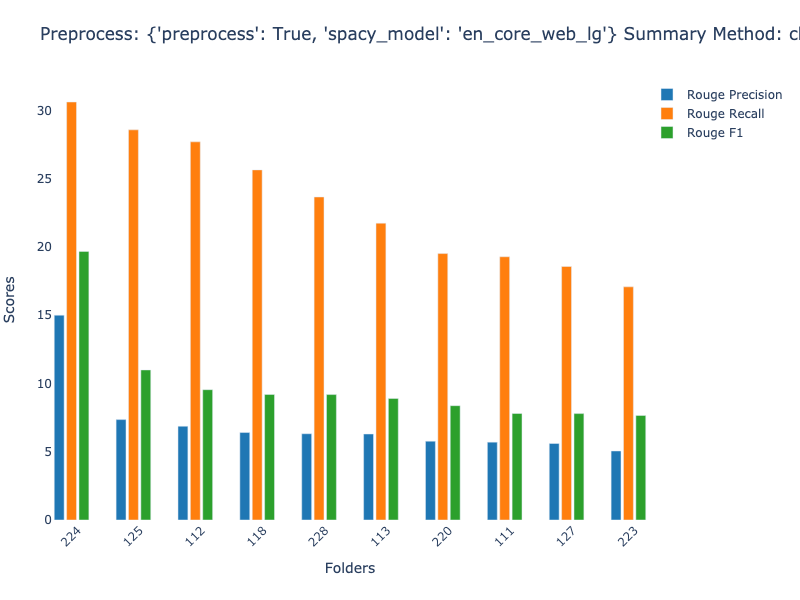 Preprocess: {'preprocess': True, 'spacy_model': 'en_core_web_lg'} Summary Method:
Rouge Precision
Rouge Recall
Rouge F1
30
25
20
15
10
5
0
Scores
224 125 112 118 228 113 220 111 127 223
Folders